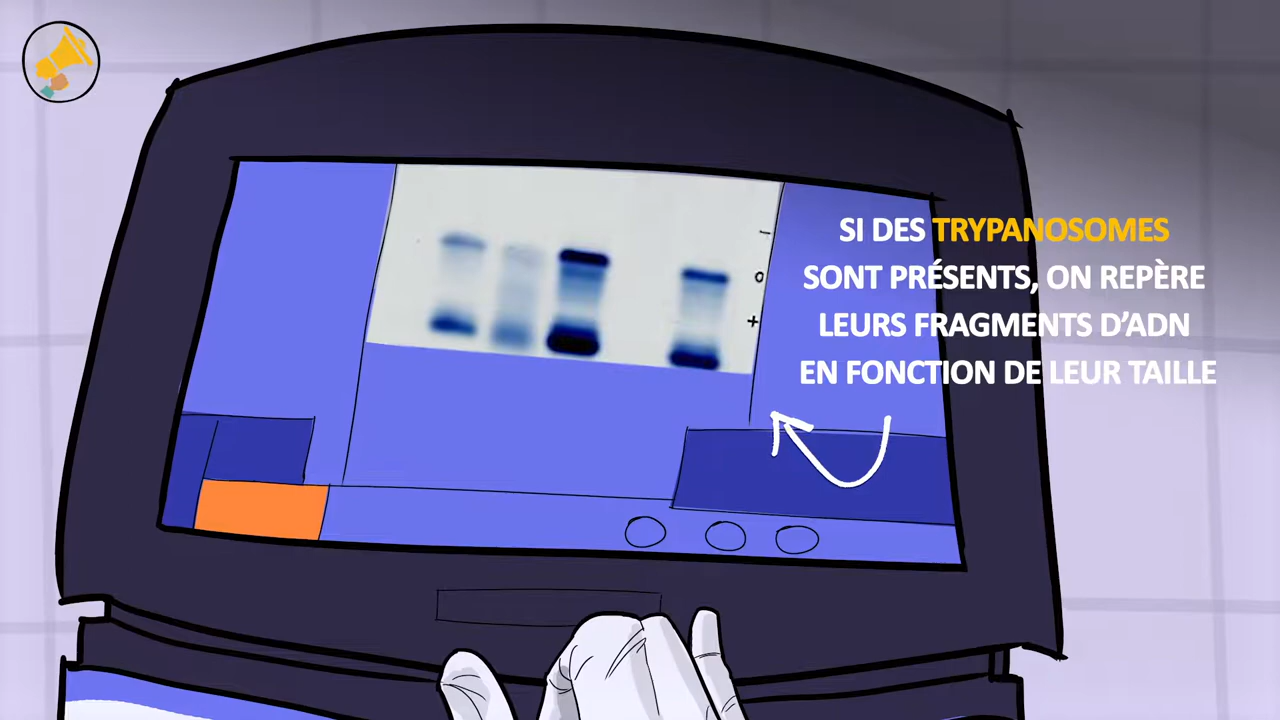 SI DES TRYPANOSOMES
SONT PRÉSENTS, ON REPÈRE
LEURS FRAGMENTS D’ADN
EN FONCTION DE LEUR TAILLE
–
o
+